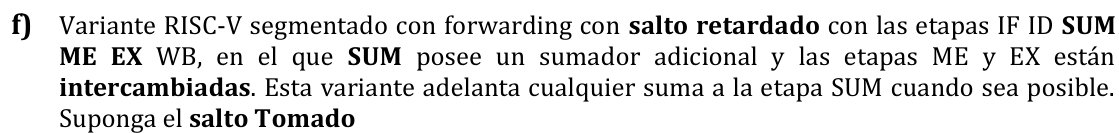 f) Variante RISC-V segmentado con forwarding con salto retardado con las etapas IF ID SUM
ME EX WB, en el que SUM posee un sumador adicional y las etapas ME y EX están
intercambiadas. Esta variante adelanta cualquier suma a la etapa SUM cuando sea posible.
Suponga el salto Tomado